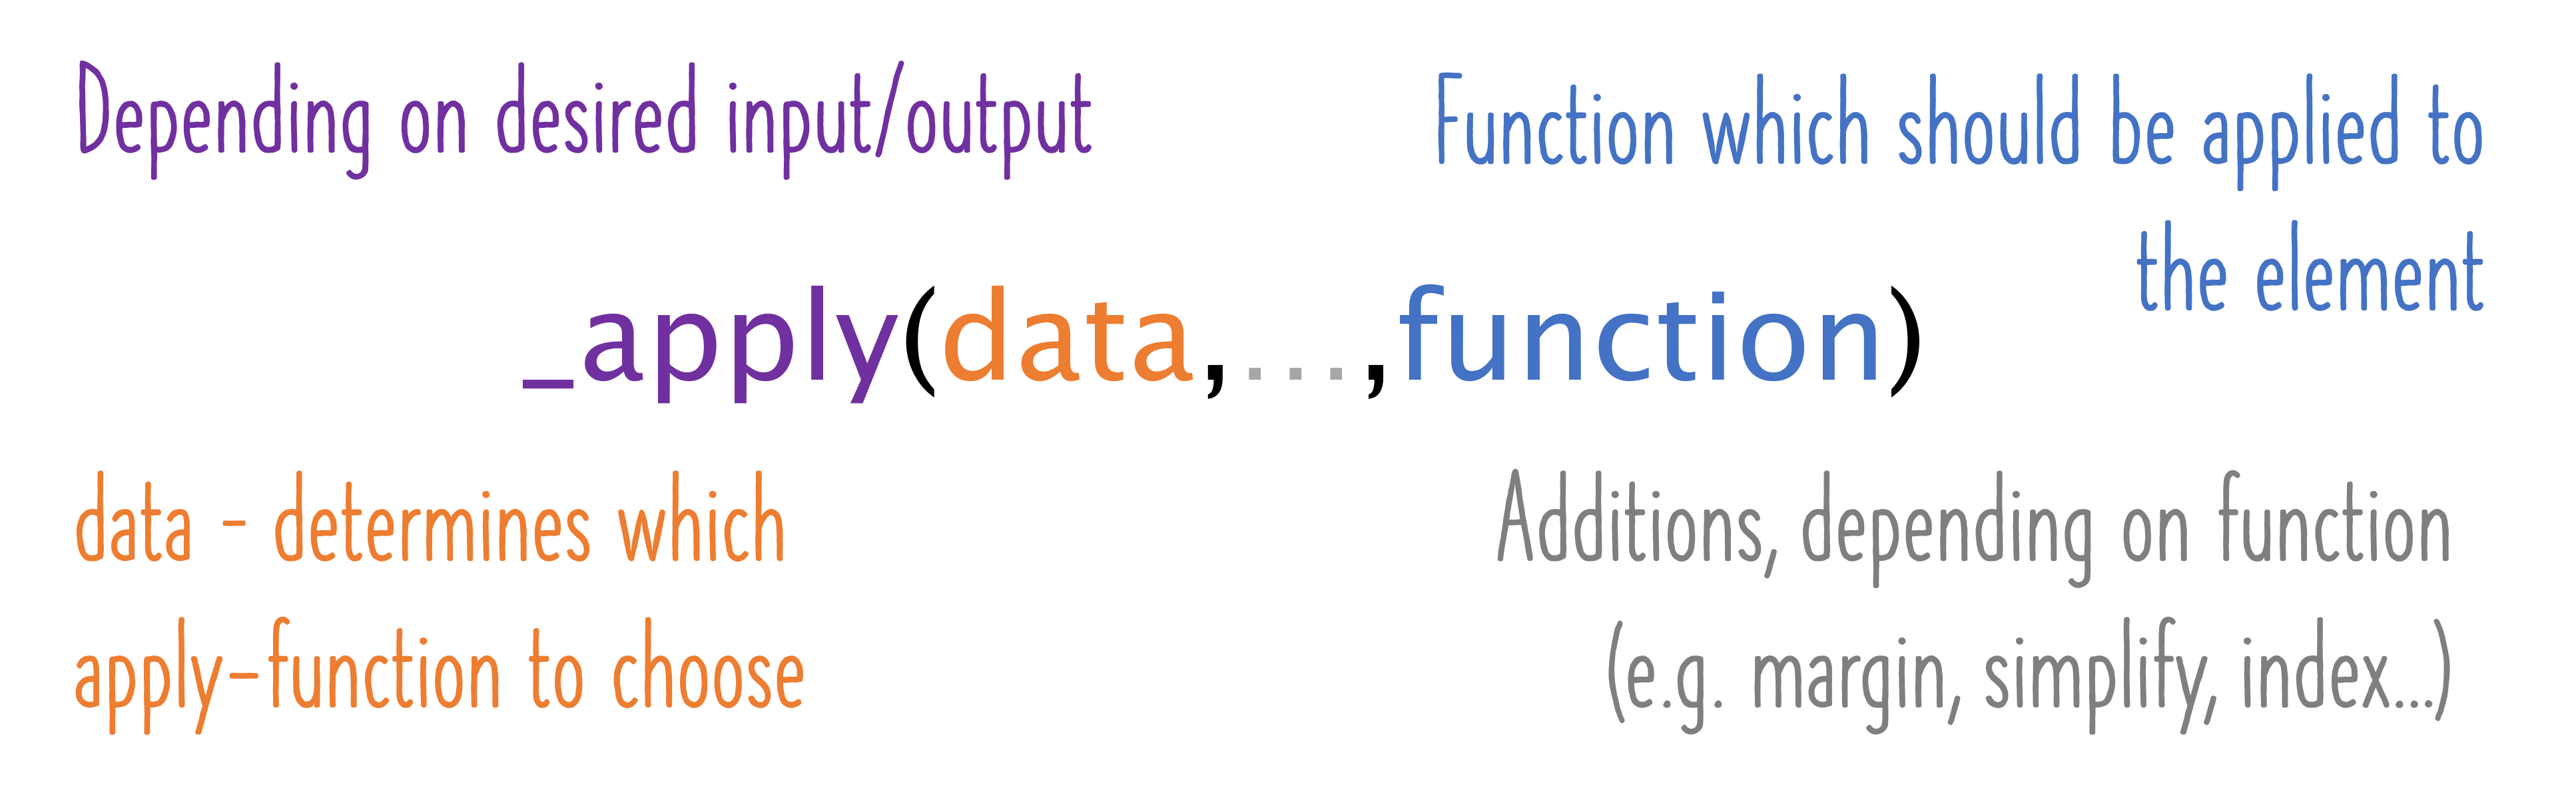 Depending on desired input/output
Function which should be applied to
the element
_apply(data,...,function)
data - determines which
apply-function to choose
Additions, depending on function
(e.g. margin, simplify, index...)